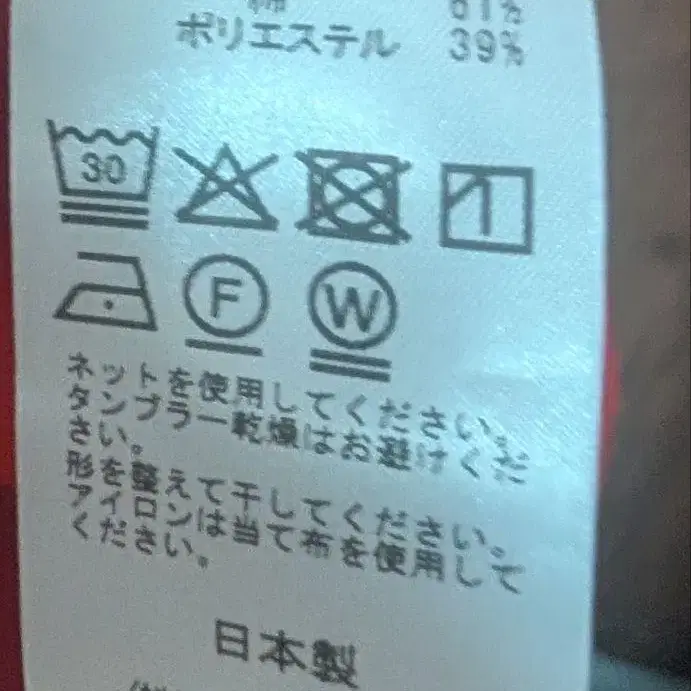 綿 61%
ポリエステル 39%
30
F W
ネットを使用してください。
タンブラー乾燥はお避けくだ
さい。
形を整えて干してください。
アイロンは当て布を使用して
ください。
日本製